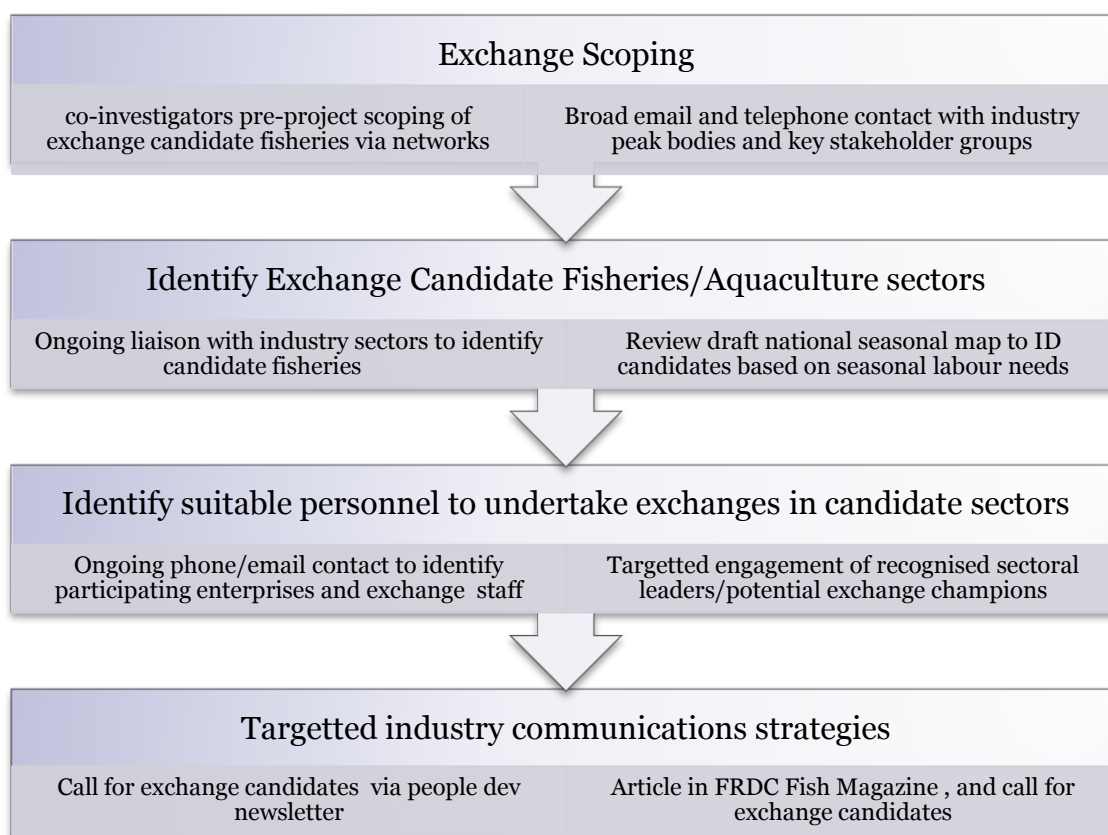 Exchange Scoping
co-investigators pre-project scoping of
exchange candidate fisheries via networks
Broad email and telephone contact with industry
peak bodies and key stakeholder groups
Identify Exchange Candidate Fisheries/Aquaculture sectors
Ongoing liaison with industry sectors to identify
candidate fisheries
Review draft national seasonal map to ID
candidates based on seasonal labour needs
Identify suitable personnel to undertake exchanges in candidate sectors
Ongoing phone/email contact to identify
participating enterprises and exchange staff
Targetted engagement of recognised sectoral
leaders/potential exchange champions
Targetted industry communications strategies
Call for exchange candidates via people dev
newsletter
Article in FRDC Fish Magazine , and call for
exchange candidates